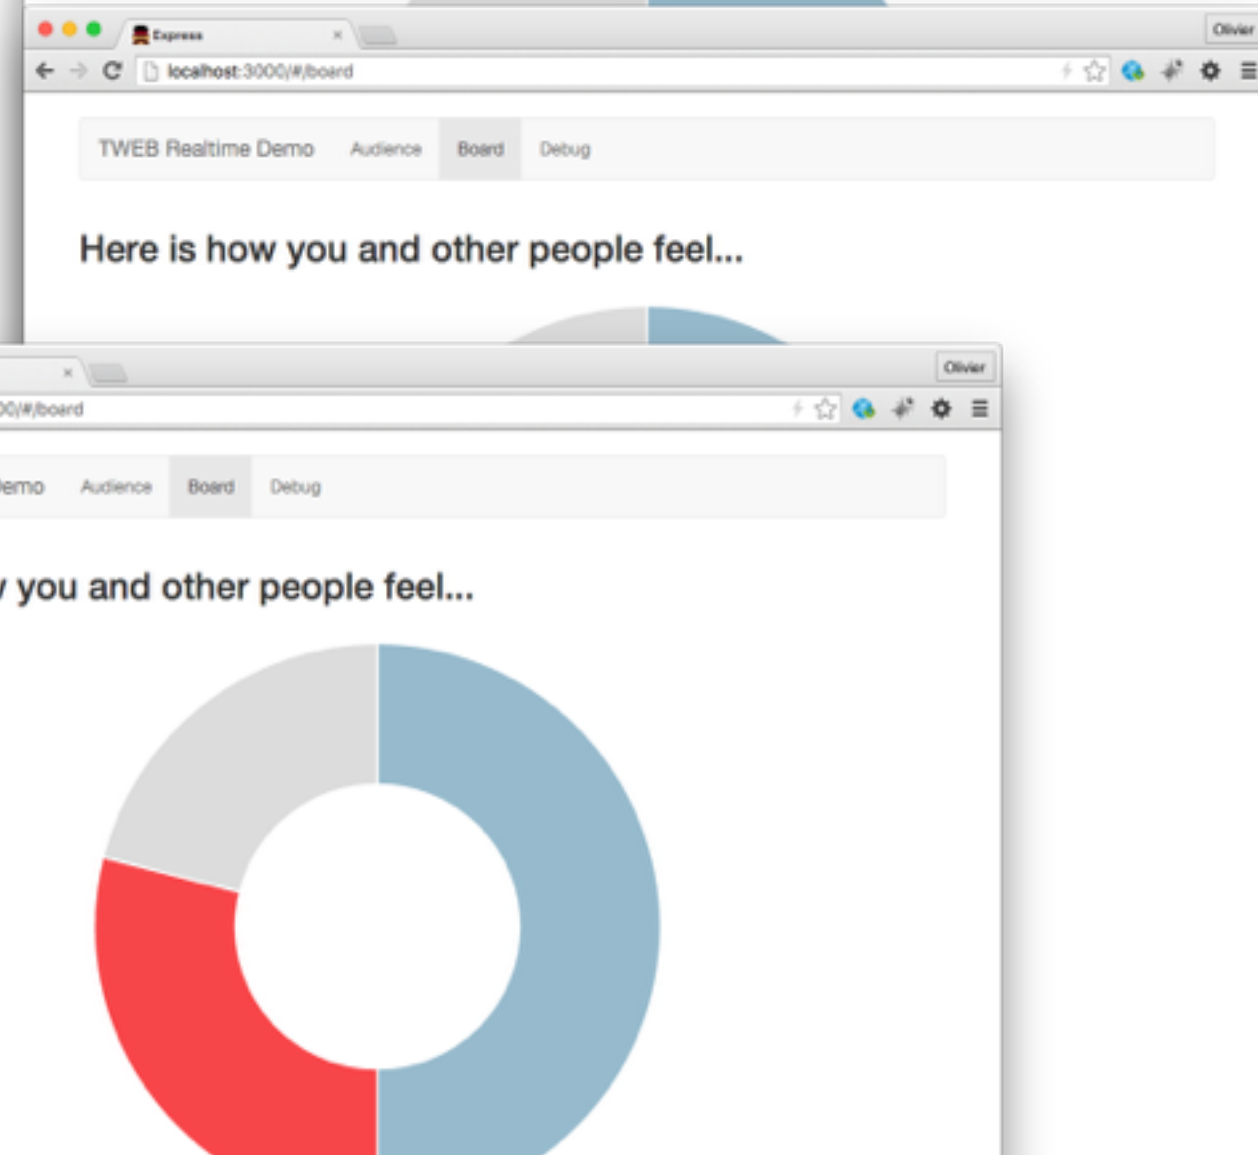 Express
Olivier
localhost:3000/#/board
TWEB Realtime Demo Audience Board Debug
Here is how you and other people feel...
Olivier
00/#/board
Demo Audience Board Debug
w you and other people feel...